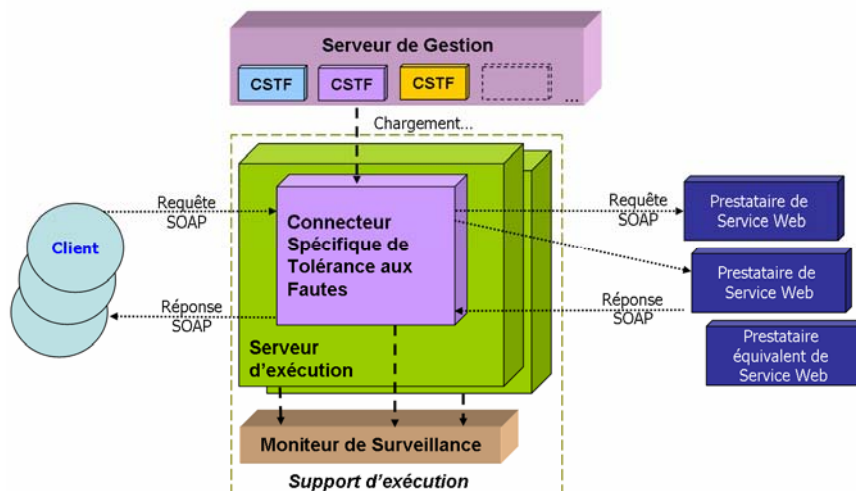 Serveur de Gestion
CSTF
CSTF
CSTF
...
Chargement...
Requête
SOAP
Client
Réponse
SOAP
Connecteur
Spécifique de
Tolérance aux
Fautes
Serveur
d'exécution
Requête
SOAP
Réponse
SOAP
Prestataire de
Service Web
Prestataire de
Service Web
Prestataire
équivalent de
Service Web
Moniteur de Surveillance
Support d'exécution